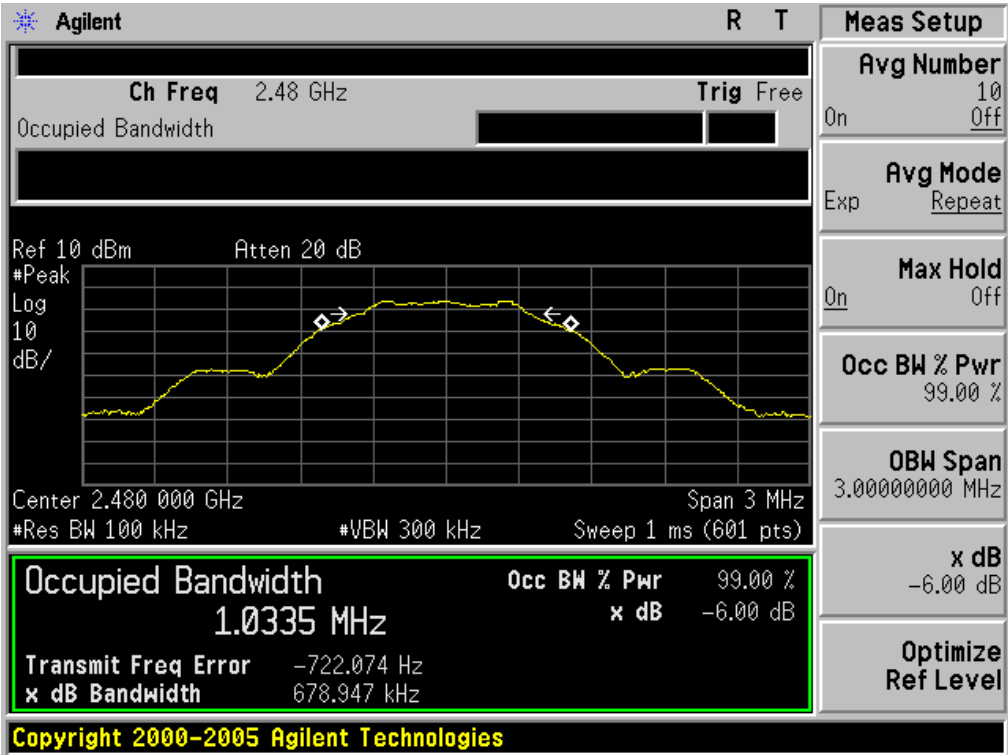 Agilent R T
Meas Setup
Ch Freq 2.48 GHz Trig Free
Occupied Bandwidth
Ref 10 dBm Atten 20 dB
#Peak
Log
10
dB/
Center 2.480 000 GHz Span 3 MHz
#Res BW 100 kHz #VBW 300 kHz Sweep 1 ms (601 pts)
Occupied Bandwidth Occ BW % Pwr 99.00 %
1.0335 MHz x dB -6.00 dB
Transmit Freq Error -722.074 Hz
x dB Bandwidth 678.947 kHz
Avg Number
10
On Off
Avg Mode
Exp Repeat
Max Hold
On Off
Occ BW % Pwr
99.00 %
OBW Span
3.00000000 MHz
x dB
-6.00 dB
Optimize
Ref Level
Copyright 2000-2005 Agilent Technologies